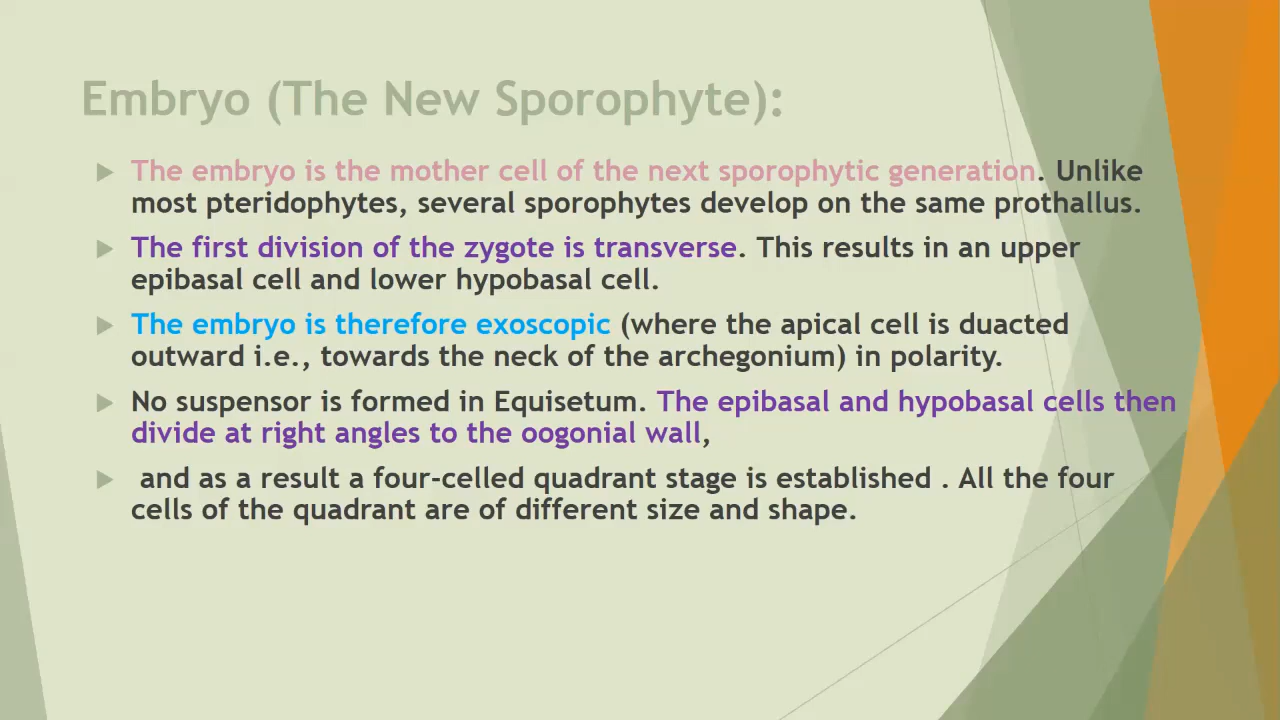 Embryo (The New Sporophyte):
The embryo is the mother cell of the next sporophytic generation. Unlike
most pteridophytes, several sporophytes develop on the same prothallus.
The first division of the zygote is transverse. This results in an upper
epibasal cell and lower hypobasal cell.
The embryo is therefore exoscopic (where the apical cell is duacted
outward i.e., towards the neck of the archegonium) in polarity.
No suspensor is formed in Equisetum. The epibasal and hypobasal cells then
divide at right angles to the oogonial wall,
and as a result a four-celled quadrant stage is established . All the four
cells of the quadrant are of different size and shape.